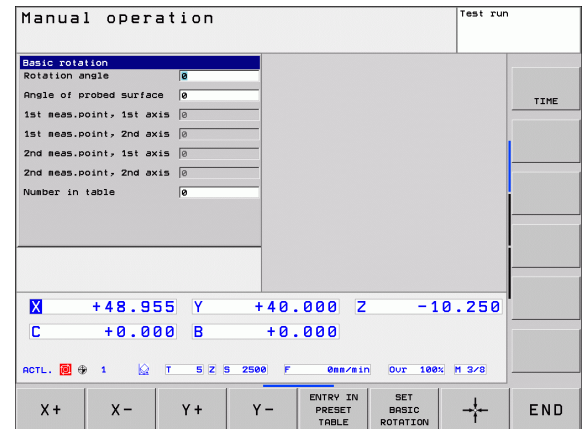 Manual operation
Test run
Basic rotation
Rotation angle 0
Angle of probed surface 0
1st meas.point, 1st axis 0
1st meas.point, 2nd axis 0
2nd meas.point, 1st axis 0
2nd meas.point, 2nd axis 0
Number in table 0
TIME
X +48.955 Y +40.000 Z -10.250
C +0.000 B +0.000
ACTL. 1 T 5 Z S 2500 F 0mm/min Ovr 100% M 3/8
X+
X-
Y+
Y-
ENTRY IN
PRESET
TABLE
SET
BASIC
ROTATION
END